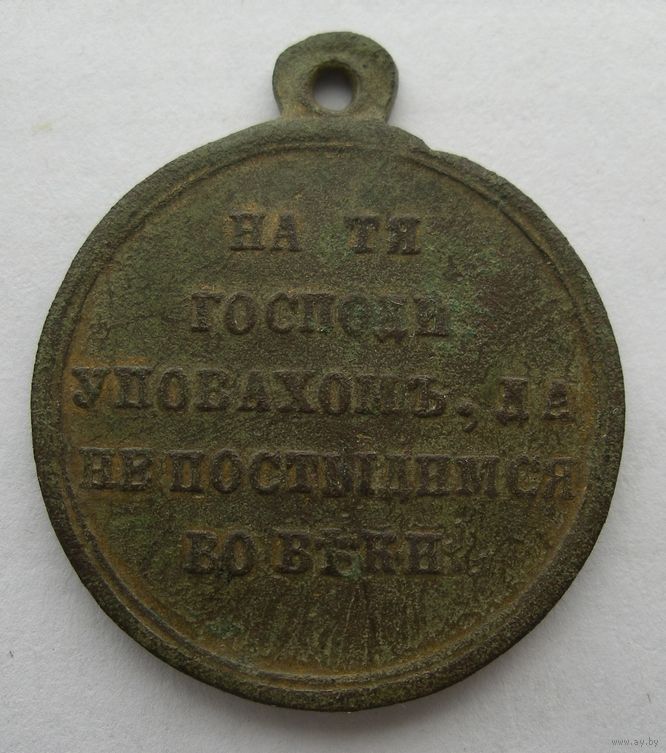 НА ТЯ
ГОСПОДИ
УПОВАХОМЪ, ДА
НЕ ПОСТЫДИМСЯ
ВО ВѢКИ.
www.ay.by